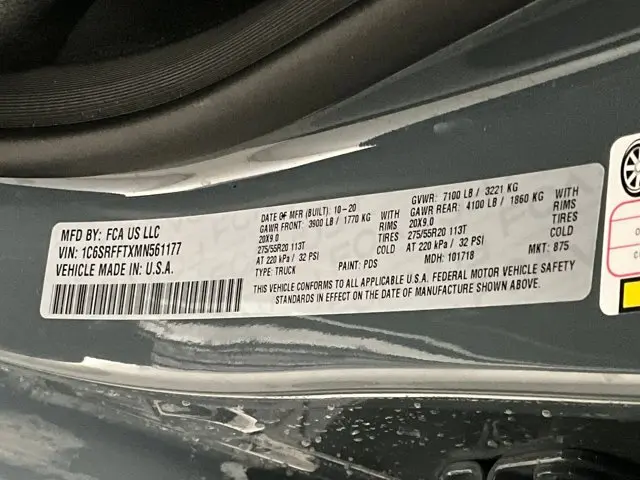 MFD BY: FCA US LLC
VIN: 1C6SRFFTXMN561177
VEHICLE MADE IN: U.S.A.
DATE OF MFR (BUILT): 10-20
GAWR FRONT: 3900 LB / 1770 KG WITH
20X9.0 RIMS
275/55R20 113T TIRES
AT 220 kPa / 32 PSI COLD
GVWR: 7100 LB / 3221 KG
GAWR REAR: 4100 LB / 1860 KG WITH
20X9.0 RIMS
275/55R20 113T TIRES
AT 220 kPa / 32 PSI COLD
TYPE: TRUCK PAINT: PDS MDH: 101718 MKT: 875
THIS VEHICLE CONFORMS TO ALL APPLICABLE U.S.A. FEDERAL MOTOR VEHICLE SAFETY
STANDARDS IN EFFECT ON THE DATE OF MANUFACTURE SHOWN ABOVE.